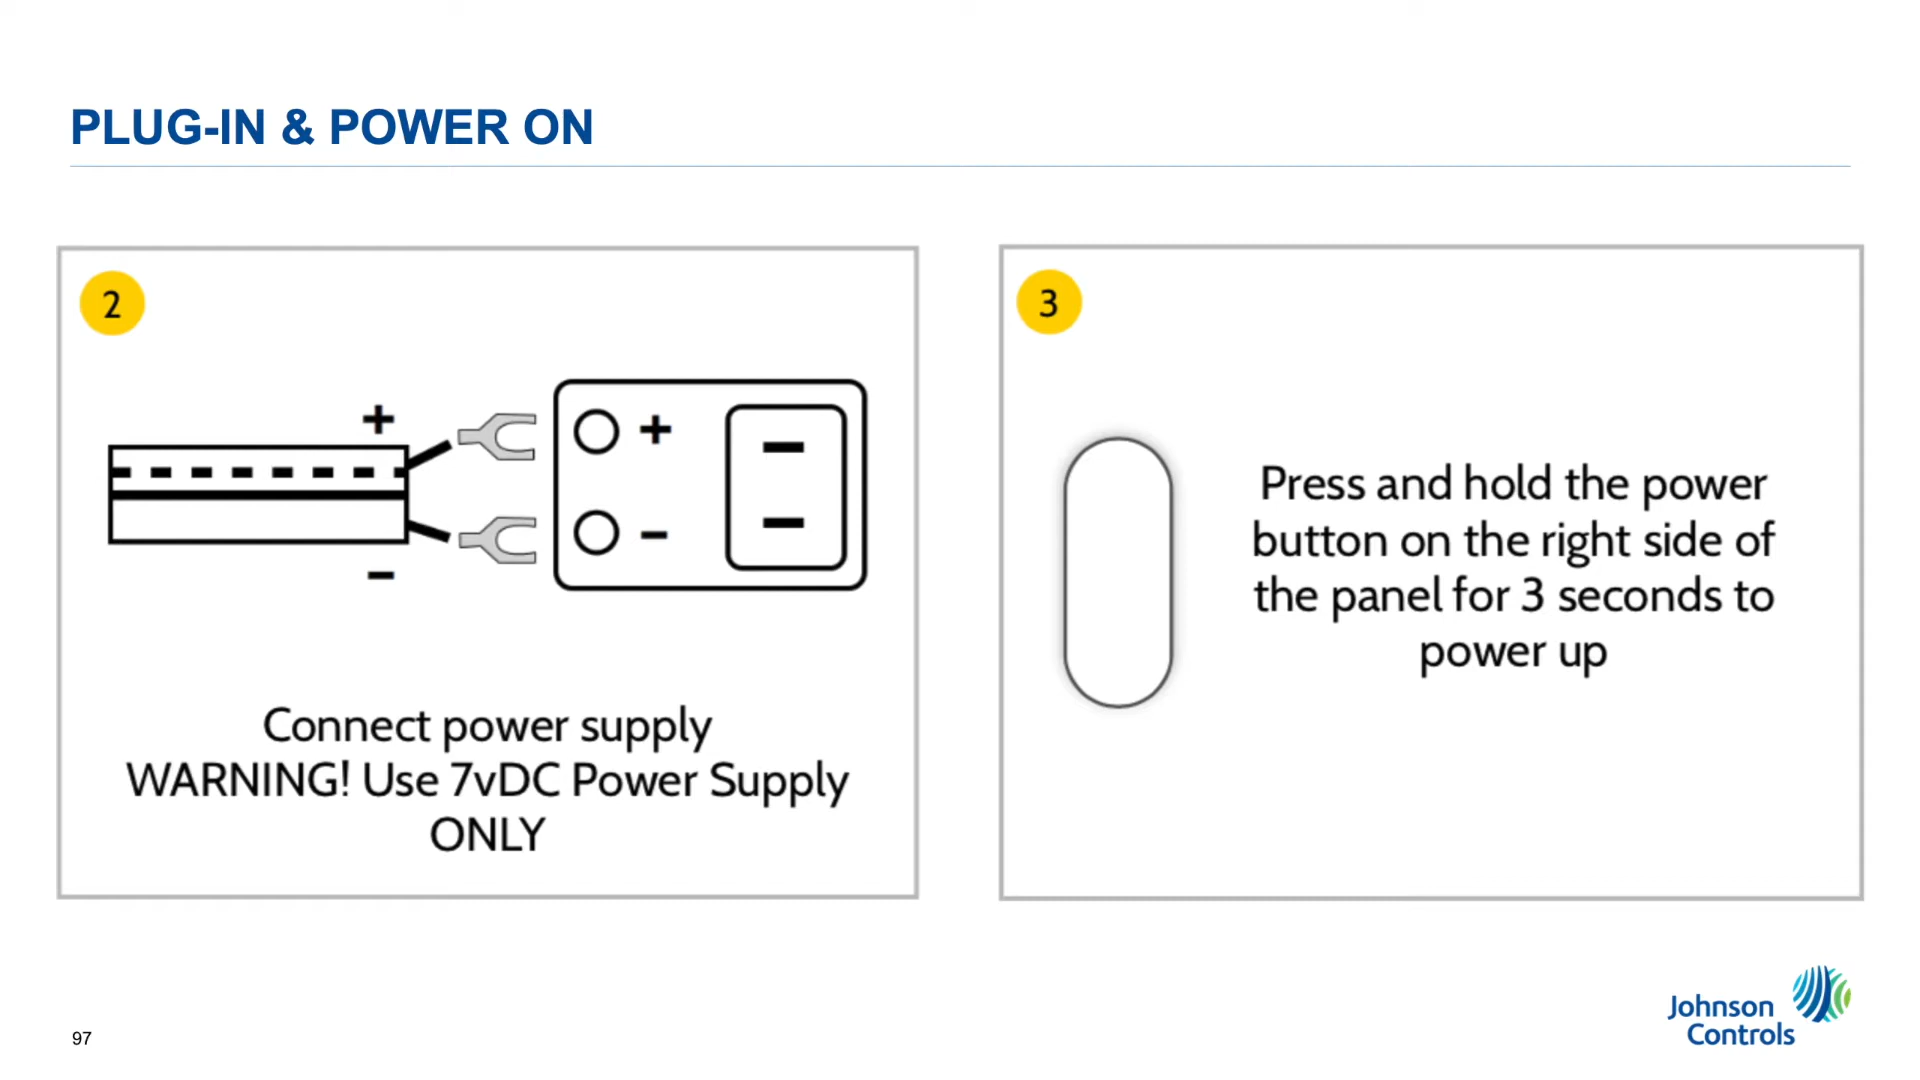 PLUG-IN & POWER ON
2
+
+
-
-
Connect power supply
WARNING! Use 7vDC Power Supply
ONLY
3
Press and hold the power
button on the right side of
the panel for 3 seconds to
power up
97
Johnson
Controls